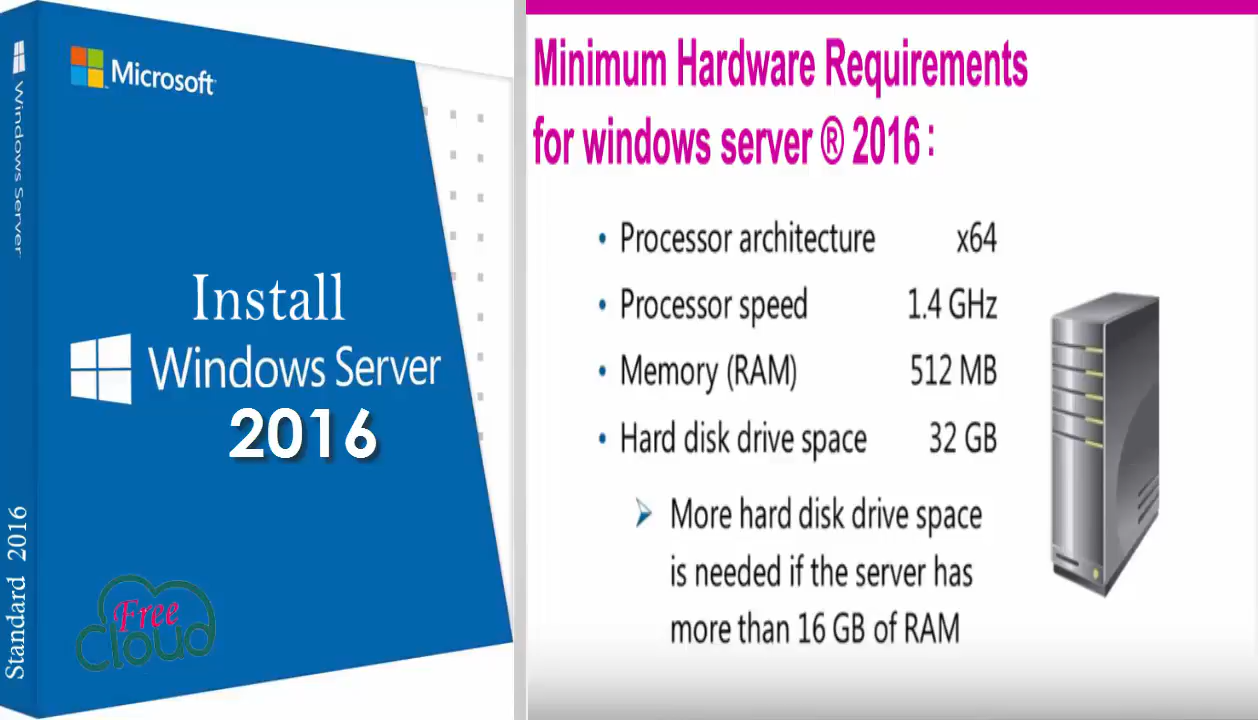 Microsoft
Windows Server
Standard 2016
Install
Windows Server
2016
Free
cloud
Minimum Hardware Requirements
for windows server ® 2016 :
• Processor architecture x64
• Processor speed 1.4 GHz
• Memory (RAM) 512 MB
• Hard disk drive space 32 GB
More hard disk drive space
is needed if the server has
more than 16 GB of RAM